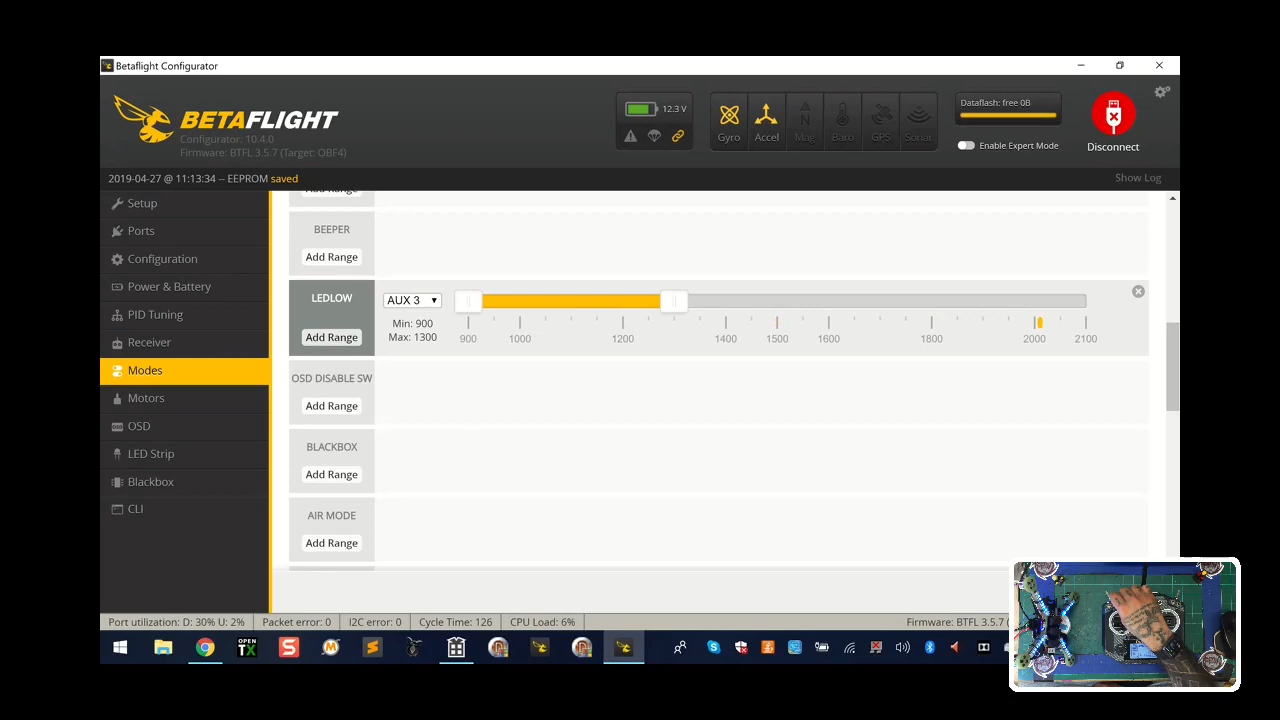 Betaflight Configurator
BETAFLIGHT
Configurator: 10.4.0
Firmware: BTFL 3.5.7 (Target: OBF4)
12.3 V
Gyro
Accel
Mag
Baro
GPS
Sonar
Dataflash: free 0B
Enable Expert Mode
Disconnect
2019-04-27 @ 11:13:34 -- EEPROM saved
Show Log
Setup
Ports
Configuration
Power & Battery
PID Tuning
Receiver
Modes
Motors
OSD
LED Strip
Blackbox
CLI
Add Range
BEEPER
Add Range
LEDLOW
Add Range
AUX 3
Min: 900
Max: 1300
900 1000 1200 1400 1500 1600 1800 2000 2100
OSD DISABLE SW
Add Range
BLACKBOX
Add Range
AIR MODE
Add Range
Port utilization: D: 30% U: 2%
Packet error: 0
I2C error: 0
Cycle Time: 126
CPU Load: 6%
Firmware: BTFL 3.5.7
OPEN
TX